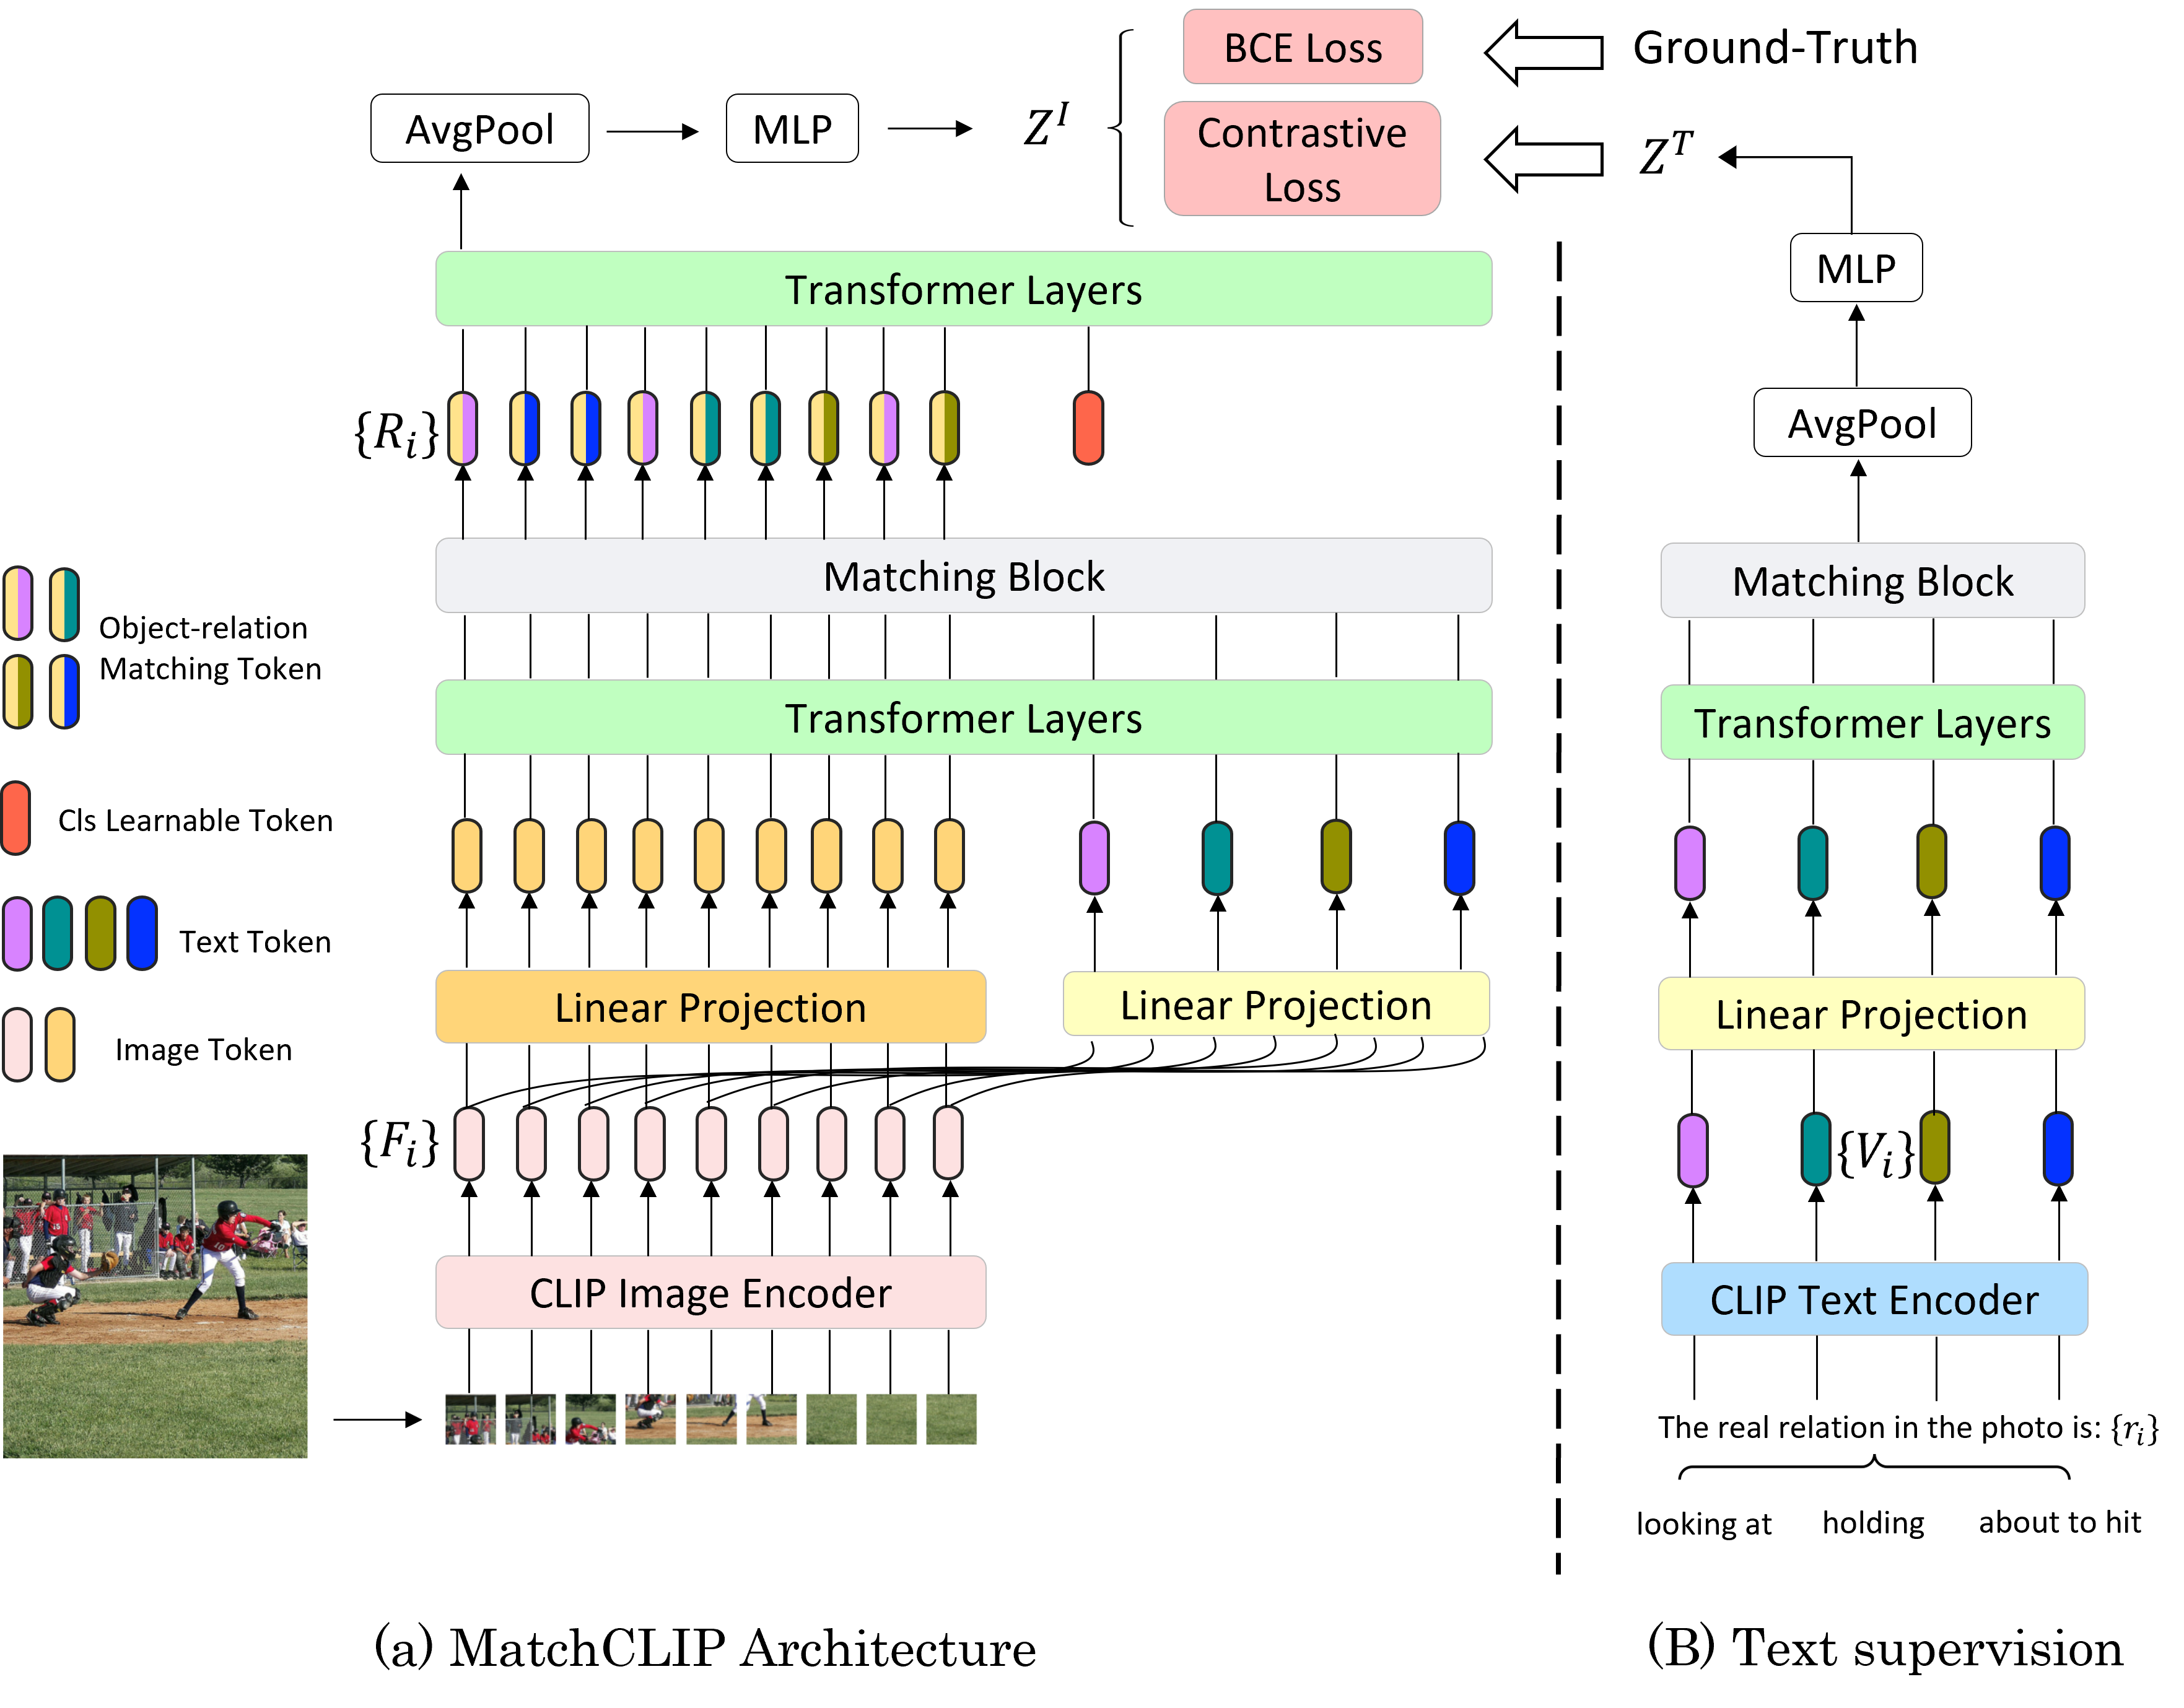 BCE Loss
Ground-Truth
AvgPool
MLP
Z^I
Contrastive
Loss
Z^T
MLP
Transformer Layers
{R_i}
AvgPool
Matching Block
Matching Block
Object-relation
Matching Token
Transformer Layers
Transformer Layers
Cls Learnable Token
Text Token
Linear Projection
Linear Projection
Linear Projection
Image Token
{F_i}
{V_i}
CLIP Image Encoder
CLIP Text Encoder
The real relation in the photo is: {r_i}
looking at
holding
about to hit
(a) MatchCLIP Architecture
(B) Text supervision